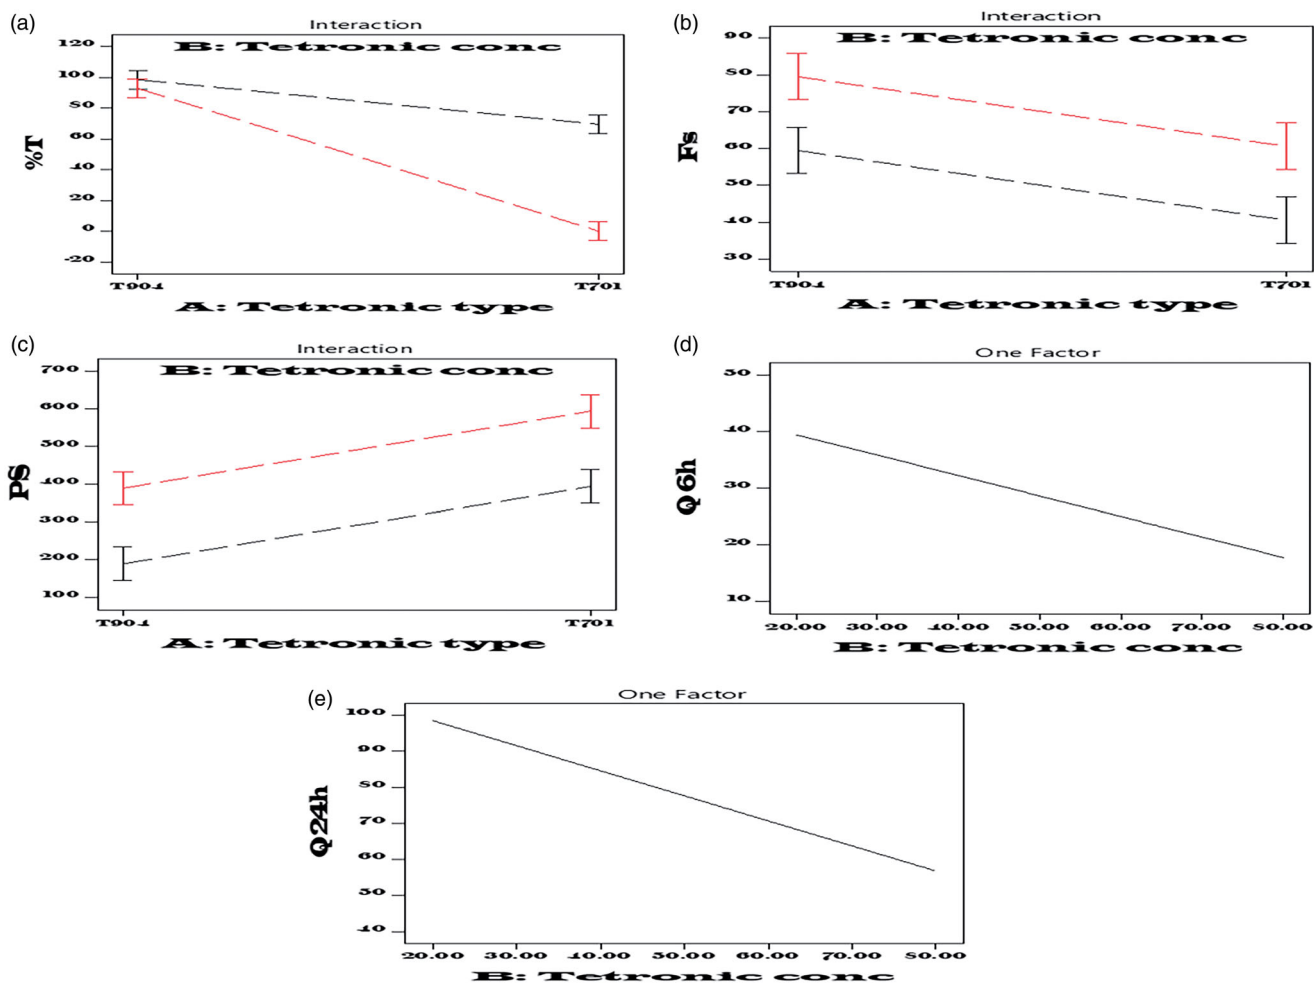 (a)
Interaction
B: Tetronic conc
120
100
80
60
40
20
0
-20
%T
T904
T701
A: Tetronic type
(b)
Interaction
B: Tetronic conc
90
80
70
60
50
40
30
Fs
T904
T701
A: Tetronic type
(c)
Interaction
B: Tetronic conc
700
600
500
400
300
200
100
PS
T904
T701
A: Tetronic type
(d)
One Factor
50
40
30
20
10
Q6h
20.00 30.00 40.00 50.00 60.00 70.00 80.00
B: Tetronic conc
(e)
One Factor
100
90
80
70
60
50
40
Q24h
20.00 30.00 40.00 50.00 60.00 70.00 80.00
B: Tetronic conc